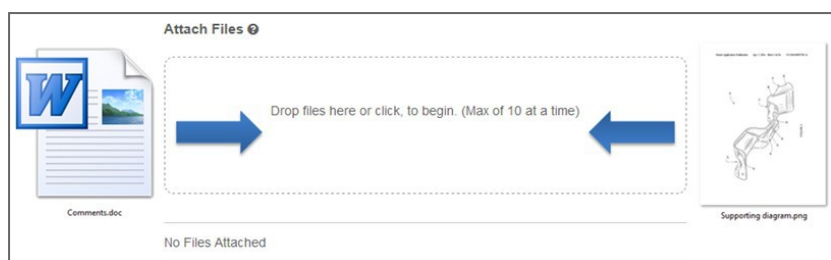 Attach Files ?
W
Drop files here or click, to begin. (Max of 10 at a time)
Comments.doc
Supporting diagram.png
No Files Attached